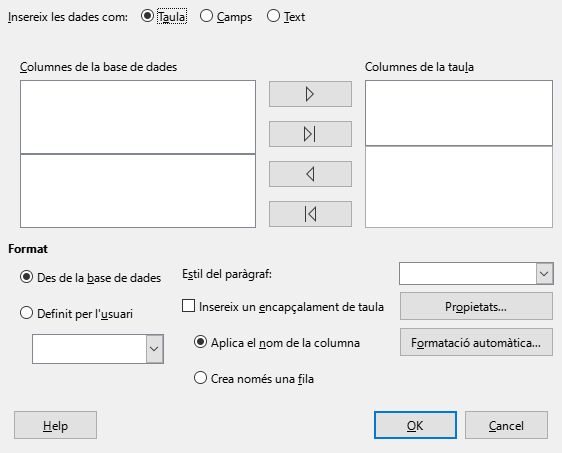 Insereix les dades com: Taula Camps Text
Columnes de la base de dades Columnes de la taula
Format
Des de la base de dades Estil del paràgraf:
Definit per l'usuari Insereix un encapçalament de taula Propietats...
Aplica el nom de la columna Formatació automàtica...
Crea només una fila
Help OK Cancel